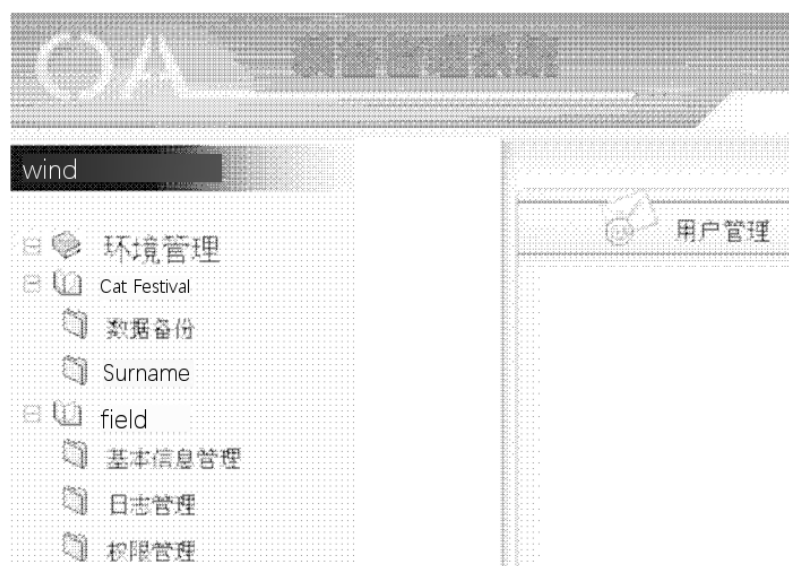 OA
wind
用户管理
环境管理
Cat Festival
数据备份
Surname
field
基本信息管理
日志管理
权限管理